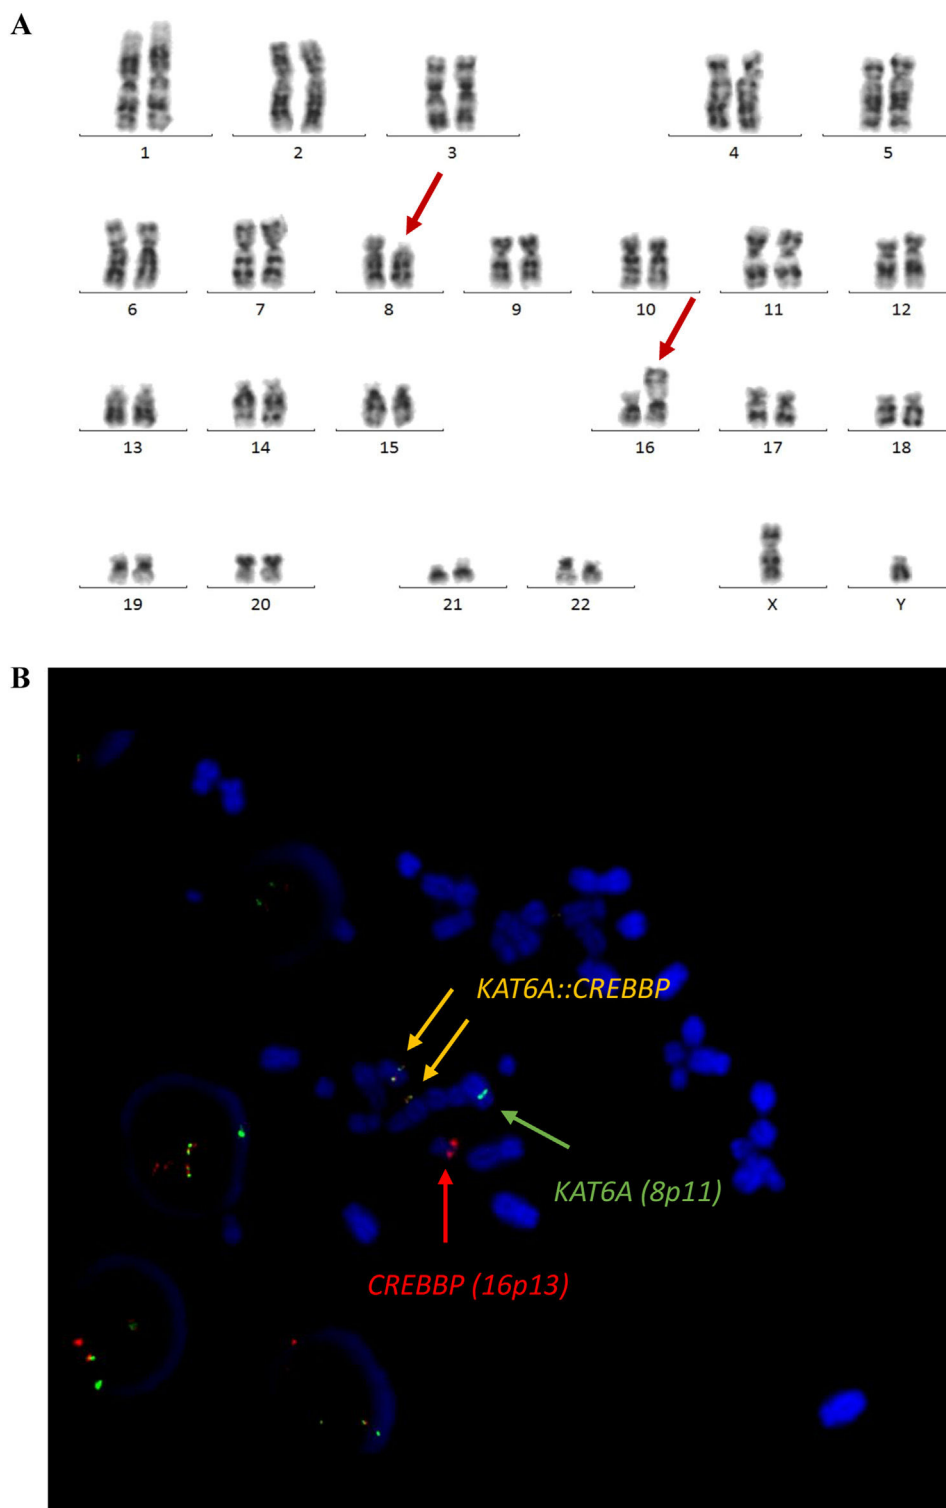 A
1 2 3 4 5
6 7 8 9 10 11 12
13 14 15 16 17 18
19 20 21 22 X Y
B
KAT6A::CREBBP
KAT6A (8p11)
CREBBP (16p13)